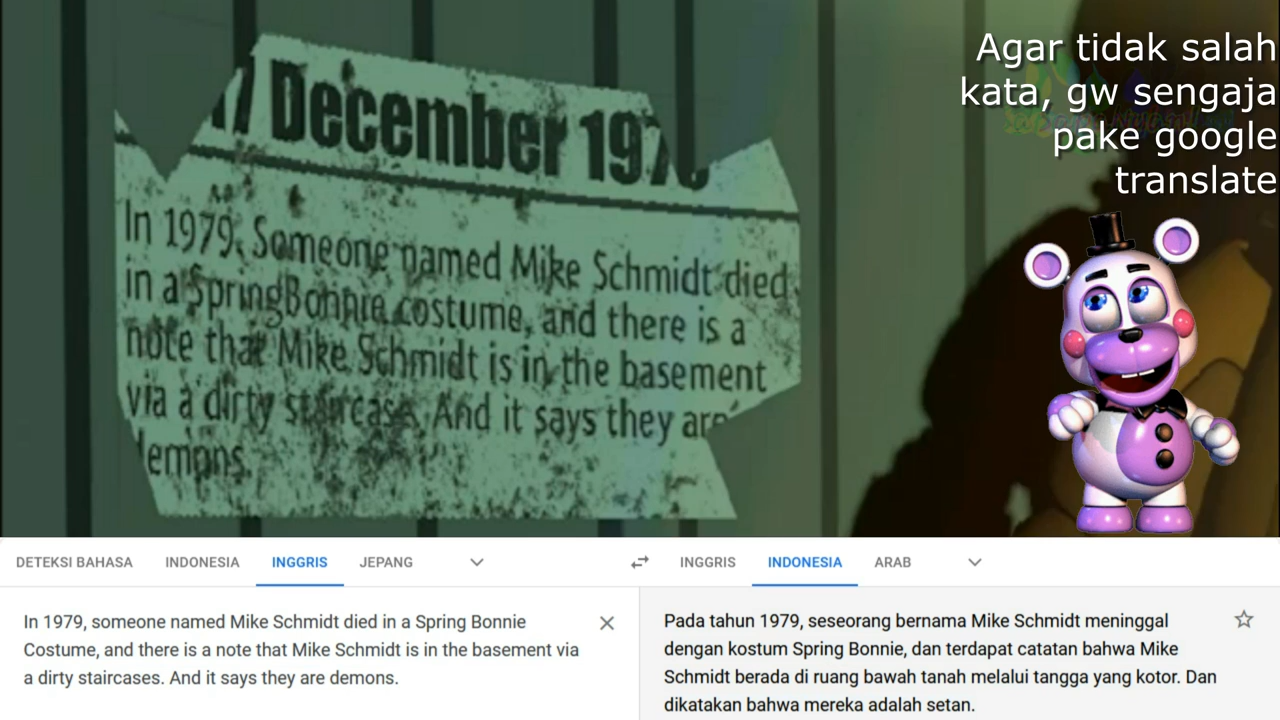 December 197
In 1979, Someone named Mike Schmidt died
in a SpringBonnie costume, and there is a
note that Mike Schmidt is in the basement
via a dirty staircase. And it says they are
demons.
Agar tidak salah
kata, gw sengaja
pake google
translate
DETEKSI BAHASA INDONESIA INGGRIS JEPANG INGGRIS INDONESIA ARAB
In 1979, someone named Mike Schmidt died in a Spring Bonnie
Costume, and there is a note that Mike Schmidt is in the basement via
a dirty staircases. And it says they are demons.
Pada tahun 1979, seseorang bernama Mike Schmidt meninggal
dengan kostum Spring Bonnie, dan terdapat catatan bahwa Mike
Schmidt berada di ruang bawah tanah melalui tangga yang kotor. Dan
dikatakan bahwa mereka adalah setan.